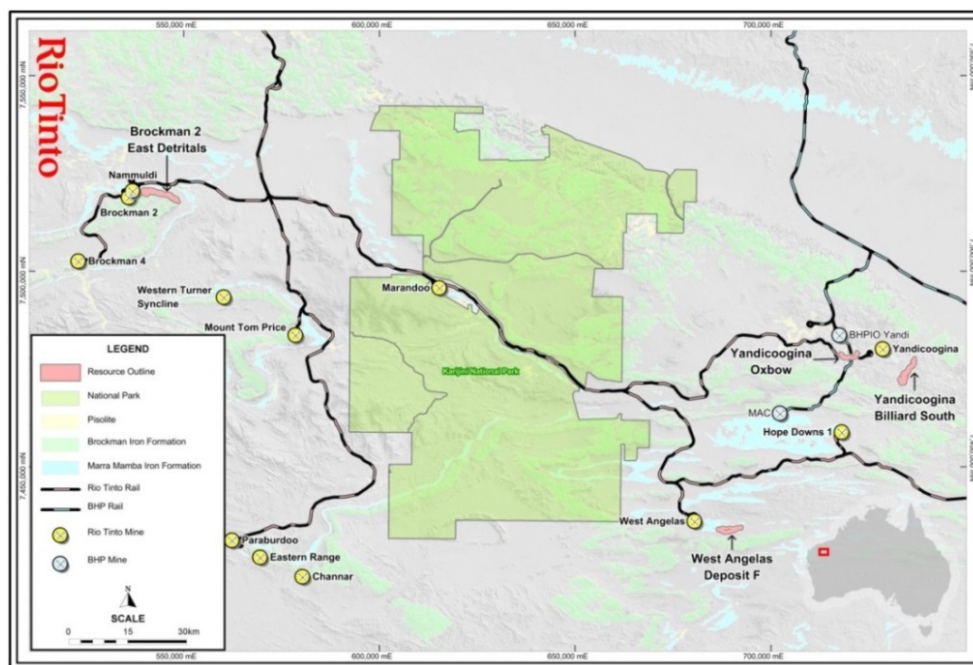 550,000 mE
600,000 mE
650,000 mE
700,000 mE
7,550,000 mN
RioTinto
Brockman 2
East Detritals
Nammuldi
Brockman 2
Brockman 4
7,500,000 mN
Western Turner
Syncline
Mount Tom Price
Marandoo
Karijini National Park
BHPIO Yandi
Yandicoogina
Yandicoogina
Oxbow
Yandicoogina
Billiard South
MAC
Hope Downs 1
7,450,000 mN
West Angelas
West Angelas
Deposit F
Paraburdoo
Eastern Range
Channar
LEGEND
Resource Outline
National Park
Pisolite
Brockman Iron Formation
Marra Mamba Iron Formation
Rio Tinto Rail
BHP Rail
Rio Tinto Mine
BHP Mine
N
SCALE
0 15 30km
550,000 mE
600,000 mE
650,000 mE
700,000 mE